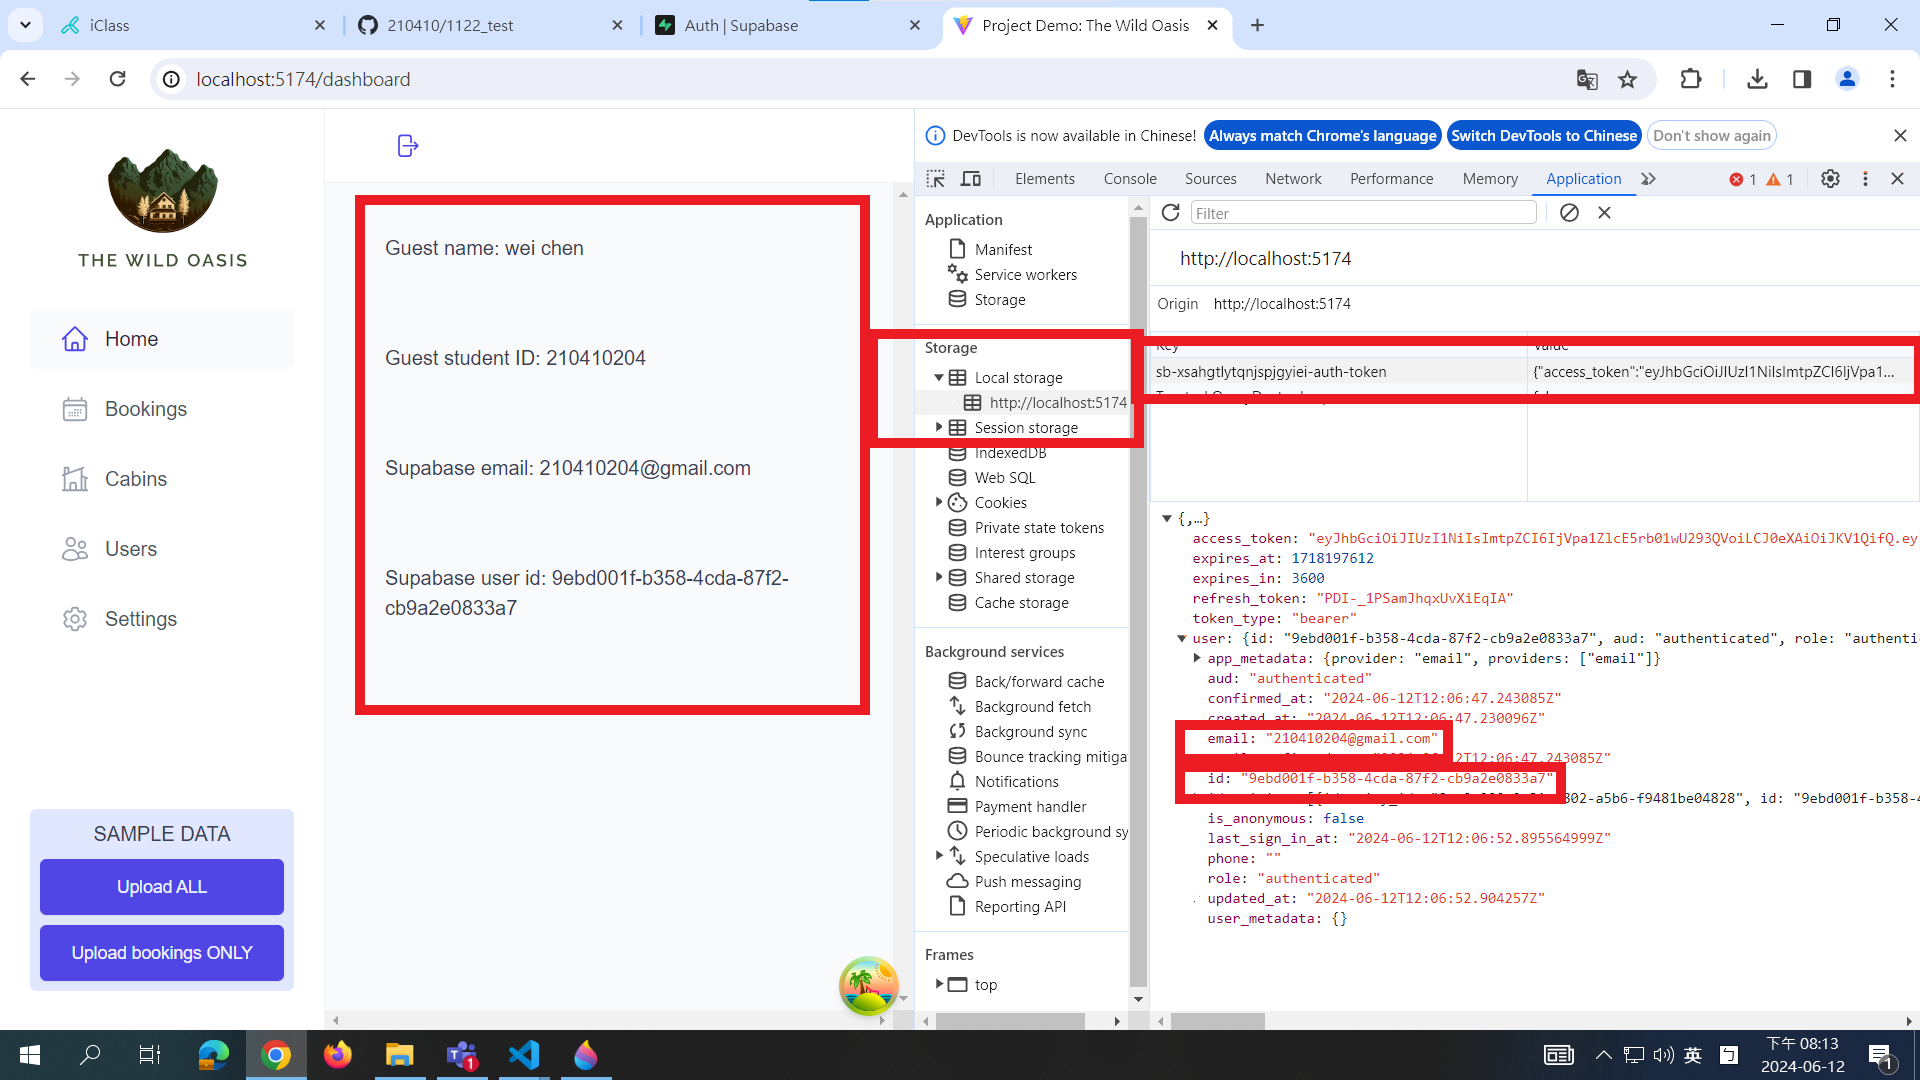 iClass
210410/1122_test
Auth | Supabase
Project Demo: The Wild Oasis
localhost:5174/dashboard
THE WILD OASIS
Home
Bookings
Cabins
Users
Settings
SAMPLE DATA
Upload ALL
Upload bookings ONLY
Guest name: wei chen
Guest student ID: 210410204
Supabase email: 210410204@gmail.com
Supabase user id: 9ebd001f-b358-4cda-87f2-
cb9a2e0833a7
DevTools is now available in Chinese! Always match Chrome's language Switch DevTools to Chinese Don't show again
Elements Console Sources Network Performance Memory Application 1 1
Application
Manifest
Service workers
Storage
Storage
Local storage
http://localhost:5174
Session storage
IndexedDB
Web SQL
Cookies
Private state tokens
Interest groups
Shared storage
Cache storage
Background services
Back/forward cache
Background fetch
Background sync
Bounce tracking mitiga
Notifications
Payment handler
Periodic background sy
Speculative loads
Push messaging
Reporting API
Frames
top
Filter
http://localhost:5174
Origin http://localhost:5174
Key Value
sb-xsahgtlytqnjspjgyiei-auth-token {"access_token":"eyJhbGciOiJIUzI1NiIsImtpZCI6IjVpa1...
{,…}
access_token: "eyJhbGciOiJIUzI1NiIsImtpZCI6IjVpa1ZlcE5rb01wU293QVoiLCJ0eXAiOiJKV1QifQ.ey
expires_at: 1718197612
expires_in: 3600
refresh_token: "PDI-_1PSamJhqxUvXiEqIA"
token_type: "bearer"
user: {id: "9ebd001f-b358-4cda-87f2-cb9a2e0833a7", aud: "authenticated", role: "authenti
app_metadata: {provider: "email", providers: ["email"]}
aud: "authenticated"
confirmed_at: "2024-06-12T12:06:47.243085Z"
created_at: "2024-06-12T12:06:47.230096Z"
email: "210410204@gmail.com"
2T12:06:47.243085Z"
id: "9ebd001f-b358-4cda-87f2-cb9a2e0833a7"
802-a5b6-f9481be04828", id: "9ebd001f-b358-4
is_anonymous: false
last_sign_in_at: "2024-06-12T12:06:52.895564999Z"
phone: ""
role: "authenticated"
updated_at: "2024-06-12T12:06:52.904257Z"
user_metadata: {}
英
下午 08:13
2024-06-12
1
1